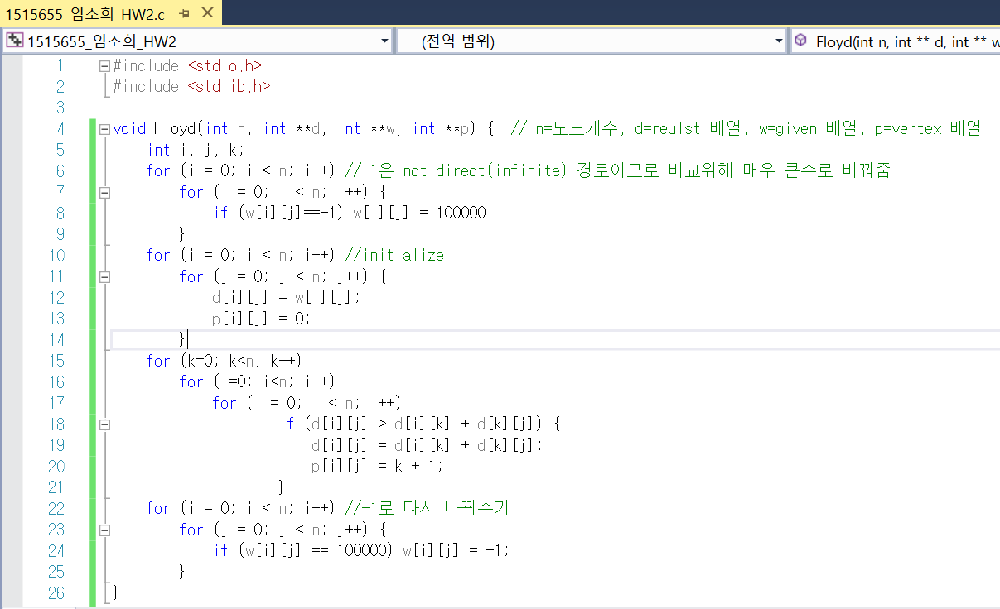 1515655_임소희_HW2.c
1515655_임소희_HW2 (전역 범위) Floyd(int n, int ** d, int ** w
1 #include <stdio.h>
2 #include <stdlib.h>
3
4 void Floyd(int n, int **d, int **w, int **p) { // n=노드개수, d=reulst 배열, w=given 배열, p=vertex 배열
5 int i, j, k;
6 for (i = 0; i < n; i++) //-1은 not direct(infinite) 경로이므로 비교위해 매우 큰수로 바꿔줌
7 for (j = 0; j < n; j++) {
8 if (w[i][j]==-1) w[i][j] = 100000;
9 }
10 for (i = 0; i < n; i++) //initialize
11 for (j = 0; j < n; j++) {
12 d[i][j] = w[i][j];
13 p[i][j] = 0;
14 }
15 for (k=0; k<n; k++)
16 for (i=0; i<n; i++)
17 for (j = 0; j < n; j++)
18 if (d[i][j] > d[i][k] + d[k][j]) {
19 d[i][j] = d[i][k] + d[k][j];
20 p[i][j] = k + 1;
21 }
22 for (i = 0; i < n; i++) //-1로 다시 바꿔주기
23 for (j = 0; j < n; j++) {
24 if (w[i][j] == 100000) w[i][j] = -1;
25 }
26 }